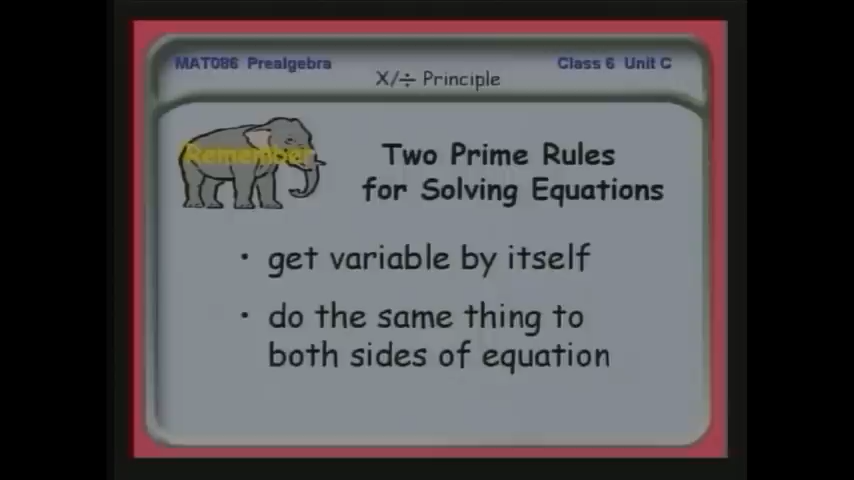 MAT086 Prealgebra
Class 6 Unit C
X/÷ Principle
Remember
Two Prime Rules
for Solving Equations
• get variable by itself
• do the same thing to
both sides of equation